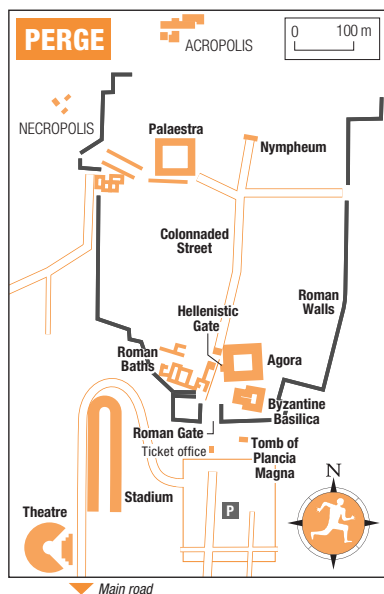 PERGE
ACROPOLIS
0 100 m
NECROPOLIS
Palaestra
Nympheum
Colonnaded
Street
Hellenistic
Gate
Roman
Walls
Roman
Baths
Agora
Byzantine
Basilica
Roman Gate
Ticket office
Tomb of
Plancia
Magna
Stadium
N
P
Theatre
Main road